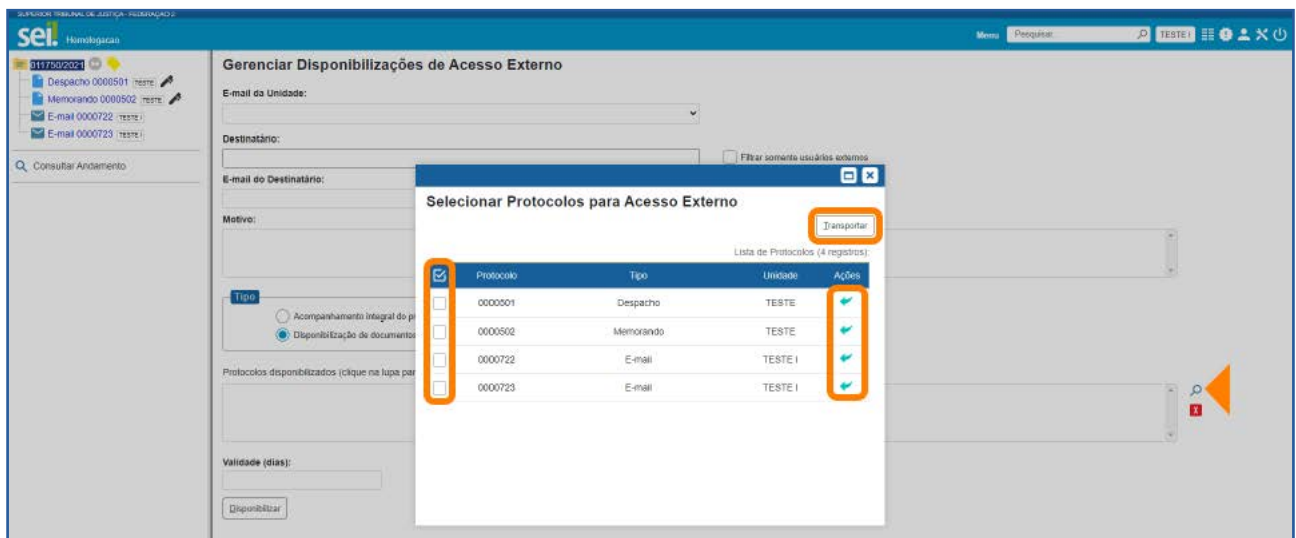 SUPERIOR TRIBUNAL DE JUSTIÇA - FEDERAÇÃO 2
sei. Homologacao
Menu Pesquisar... TESTE I
011750/2021
Despacho 0000501 TESTE
Memorando 0000502 TESTE
E-mail 0000722 TESTE I
E-mail 0000723 TESTE I
Consultar Andamento
Gerenciar Disponibilizações de Acesso Externo
E-mail da Unidade:
Destinatário:
Filtrar somente usuários externos
E-mail do Destinatário:
Motivo:
Tipo
Acompanhamento integral do
Disponibilização de documentos
Protocolos disponibilizados (clique na lupa par
Validade (dias):
Disponibilizar
Selecionar Protocolos para Acesso Externo
Transportar
Lista de Protocolos (4 registros):
Protocolo Tipo Unidade Ações
0000501 Despacho TESTE
0000502 Memorando TESTE
0000722 E-mail TESTE I
0000723 E-mail TESTE I
X